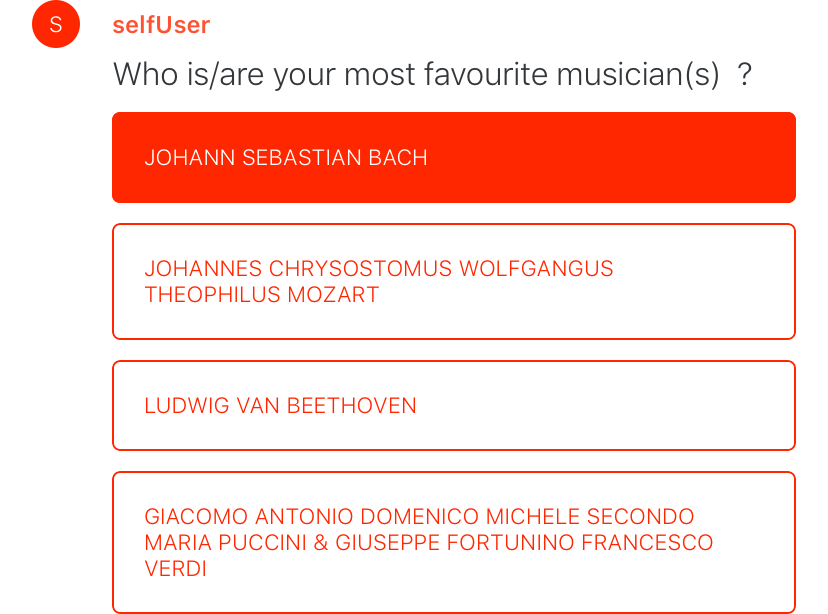 S
selfUser
Who is/are your most favourite musician(s)  ?
JOHANN SEBASTIAN BACH
JOHANNES CHRYSOSTOMUS WOLFGANGUS
THEOPHILUS MOZART
LUDWIG VAN BEETHOVEN
GIACOMO ANTONIO DOMENICO MICHELE SECONDO
MARIA PUCCINI & GIUSEPPE FORTUNINO FRANCESCO
VERDI